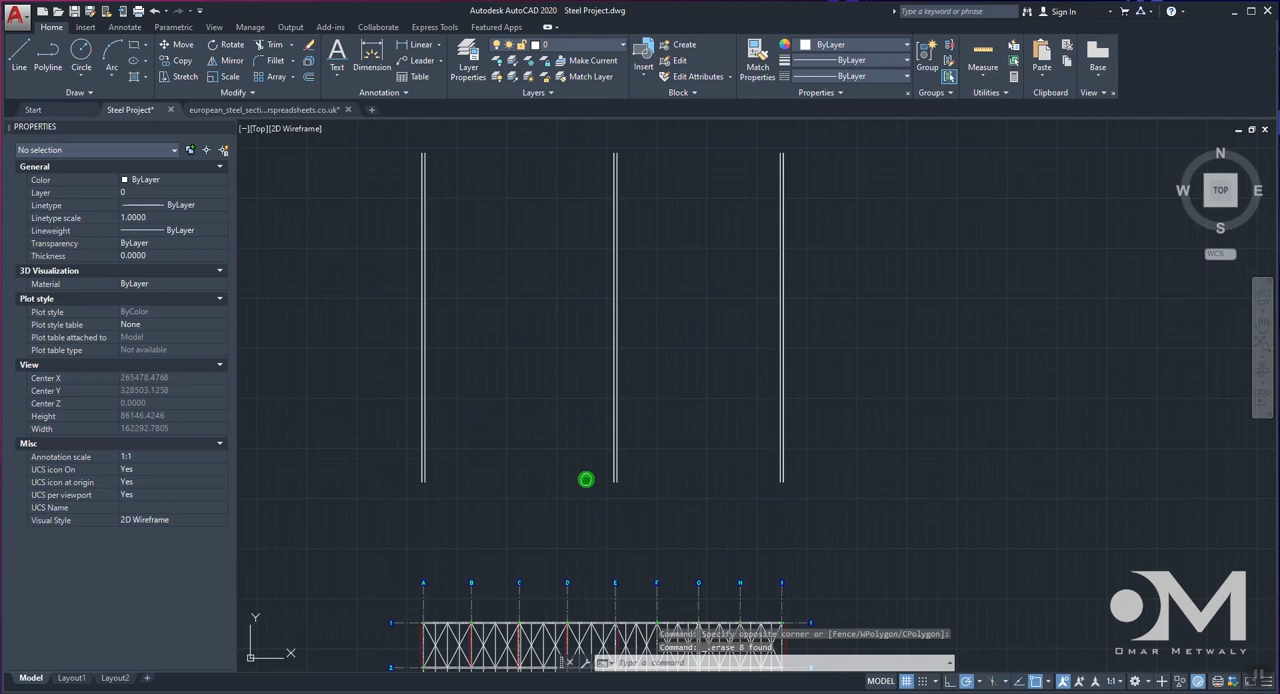 Autodesk AutoCAD 2020 Steel Project.dwg
Type a keyword or phrase
Sign In
Home Insert Annotate Parametric View Manage Output Add-ins Collaborate Express Tools Featured Apps
Line Polyline Circle Arc
Move Rotate Trim
Copy Mirror Fillet
Stretch Scale Array
Text Dimension
Linear
Leader
Table
Layer Properties
0
Make Current
Match Layer
Insert
Create
Edit
Edit Attributes
Match Properties
ByLayer
ByLayer
ByLayer
Group Measure Paste Base
Draw Modify Annotation Layers Block Properties Groups Utilities Clipboard View
Start Steel Project* european_steel_secti...rspreadsheets.co.uk*
PROPERTIES
[−][Top][2D Wireframe]
No selection
General
Color ByLayer
Layer 0
Linetype ByLayer
Linetype scale 1.0000
Lineweight ByLayer
Transparency ByLayer
Thickness 0.0000
3D Visualization
Material ByLayer
Plot style
Plot style ByColor
Plot style table None
Plot table attached to Model
Plot table type Not available
View
Center X 265478.4768
Center Y 328503.1258
Center Z 0.0000
Height 86146.4246
Width 162292.7805
Misc
Annotation scale 1:1
UCS icon On Yes
UCS icon at origin Yes
UCS per viewport Yes
UCS Name
Visual Style 2D Wireframe
N
W TOP E
S
WCS
A B C D E F G H I
1 1
2 2
Y
X
Command: Specify opposite corner or [Fence/WPolygon/CPolygon]:
Command: _.erase 8 found
Type a command
OM
OMAR METWALY
Model Layout1 Layout2
MODEL 1:1